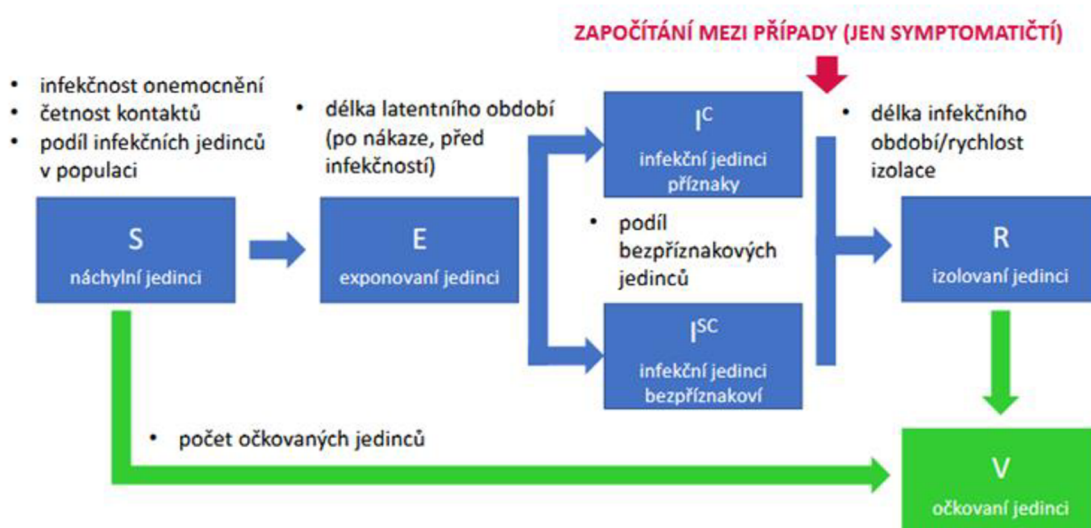 ZAPOČÍTÁNÍ MEZI PŘÍPADY (JEN SYMPTOMATIČTÍ)
• infekčnost onemocnění
• četnost kontaktů
• podíl infekčních jedinců
v populaci
• délka latentního období
(po nákaze, před
infekčností)
I^C
infekční jedinci
příznaky
• délka infekčního
období/rychlost
izolace
S
náchylní jedinci
E
exponovaní jedinci
• podíl
bezpříznakových
jedinců
R
izolovaní jedinci
I^SC
infekční jedinci
bezpříznakoví
• počet očkovaných jedinců
V
očkovaní jedinci